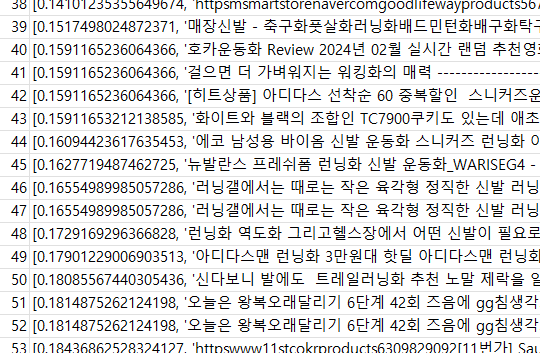 38 [0.14101235355649674, 'httpsmsmartstorenavercomgoodlifewayproducts567
39 [0.1517498024872371, '매장신발 - 축구화풋살화러닝화배드민턴화배구화탁구
40 [0.1591165236064366, '호카운동화 Review 2024년 02월 실시간 랜덤 추천영
41 [0.1591165236064366, '걸으면 더 가벼워지는 워킹화의 매력 ----------------
42 [0.1591165236064366, '[히트상품] 아디다스 선착순 60 중복할인 스니커즈운
43 [0.1591165321213 8585, '화이트와 블랙의 조합인 TC7900쿠키도 있는데 애초
44 [0.16094423617635453, '에코 남성용 바이옴 신발 운동화 스니커즈 런닝화 이
45 [0.1627719487462725, '뉴발란스 프레쉬폼 런닝화 신발 운동화_WARISEG4 -
46 [0.16554989985057286, '러닝갤에서는 때로는 작은 육각형 정직한 신발 러닝
47 [0.16554989985057286, '러닝갤에서는 때로는 작은 육각형 정직한 신발 러닝
48 [0.1729169296366828, '런닝화 역도화 그리고헬스장에서 어떤 신발이 필요로
49 [0.17901229006903513, '아디다스맨 런닝화 3만원대 핫딜 아디다스맨 런닝화
50 [0.18085567440305436, '신다보니 발에도 트레일러닝화 추천 노말 제락을 일
51 [0.1814875262124198, '오늘은 왕복오래달리기 6단계 42회 즈음에 gg침생각
52 [0.1814875262124198, '오늘은 왕복오래달리기 6단계 42회 즈음에 gg침생각
53 [0.18436862528324127, 'httpswww11stcokrproducts6309829092[11번가] Sau